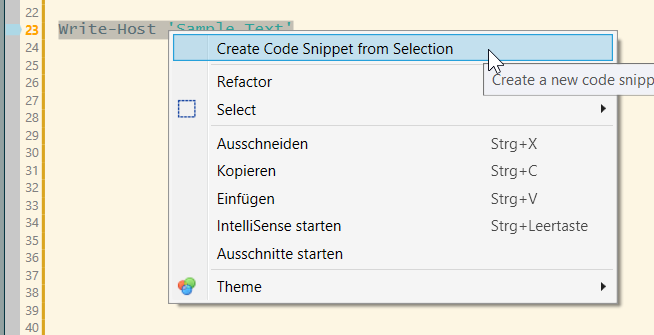 22
23 Write-Host 'Sample Text'
24
25
26
27
28
29
30
31
32
33
34
35
36
37
38
39
40
Create Code Snippet from Selection
Create a new code snipp
Refactor
Select
Ausschneiden Strg+X
Kopieren Strg+C
Einfügen Strg+V
IntelliSense starten Strg+Leertaste
Ausschnitte starten
Theme